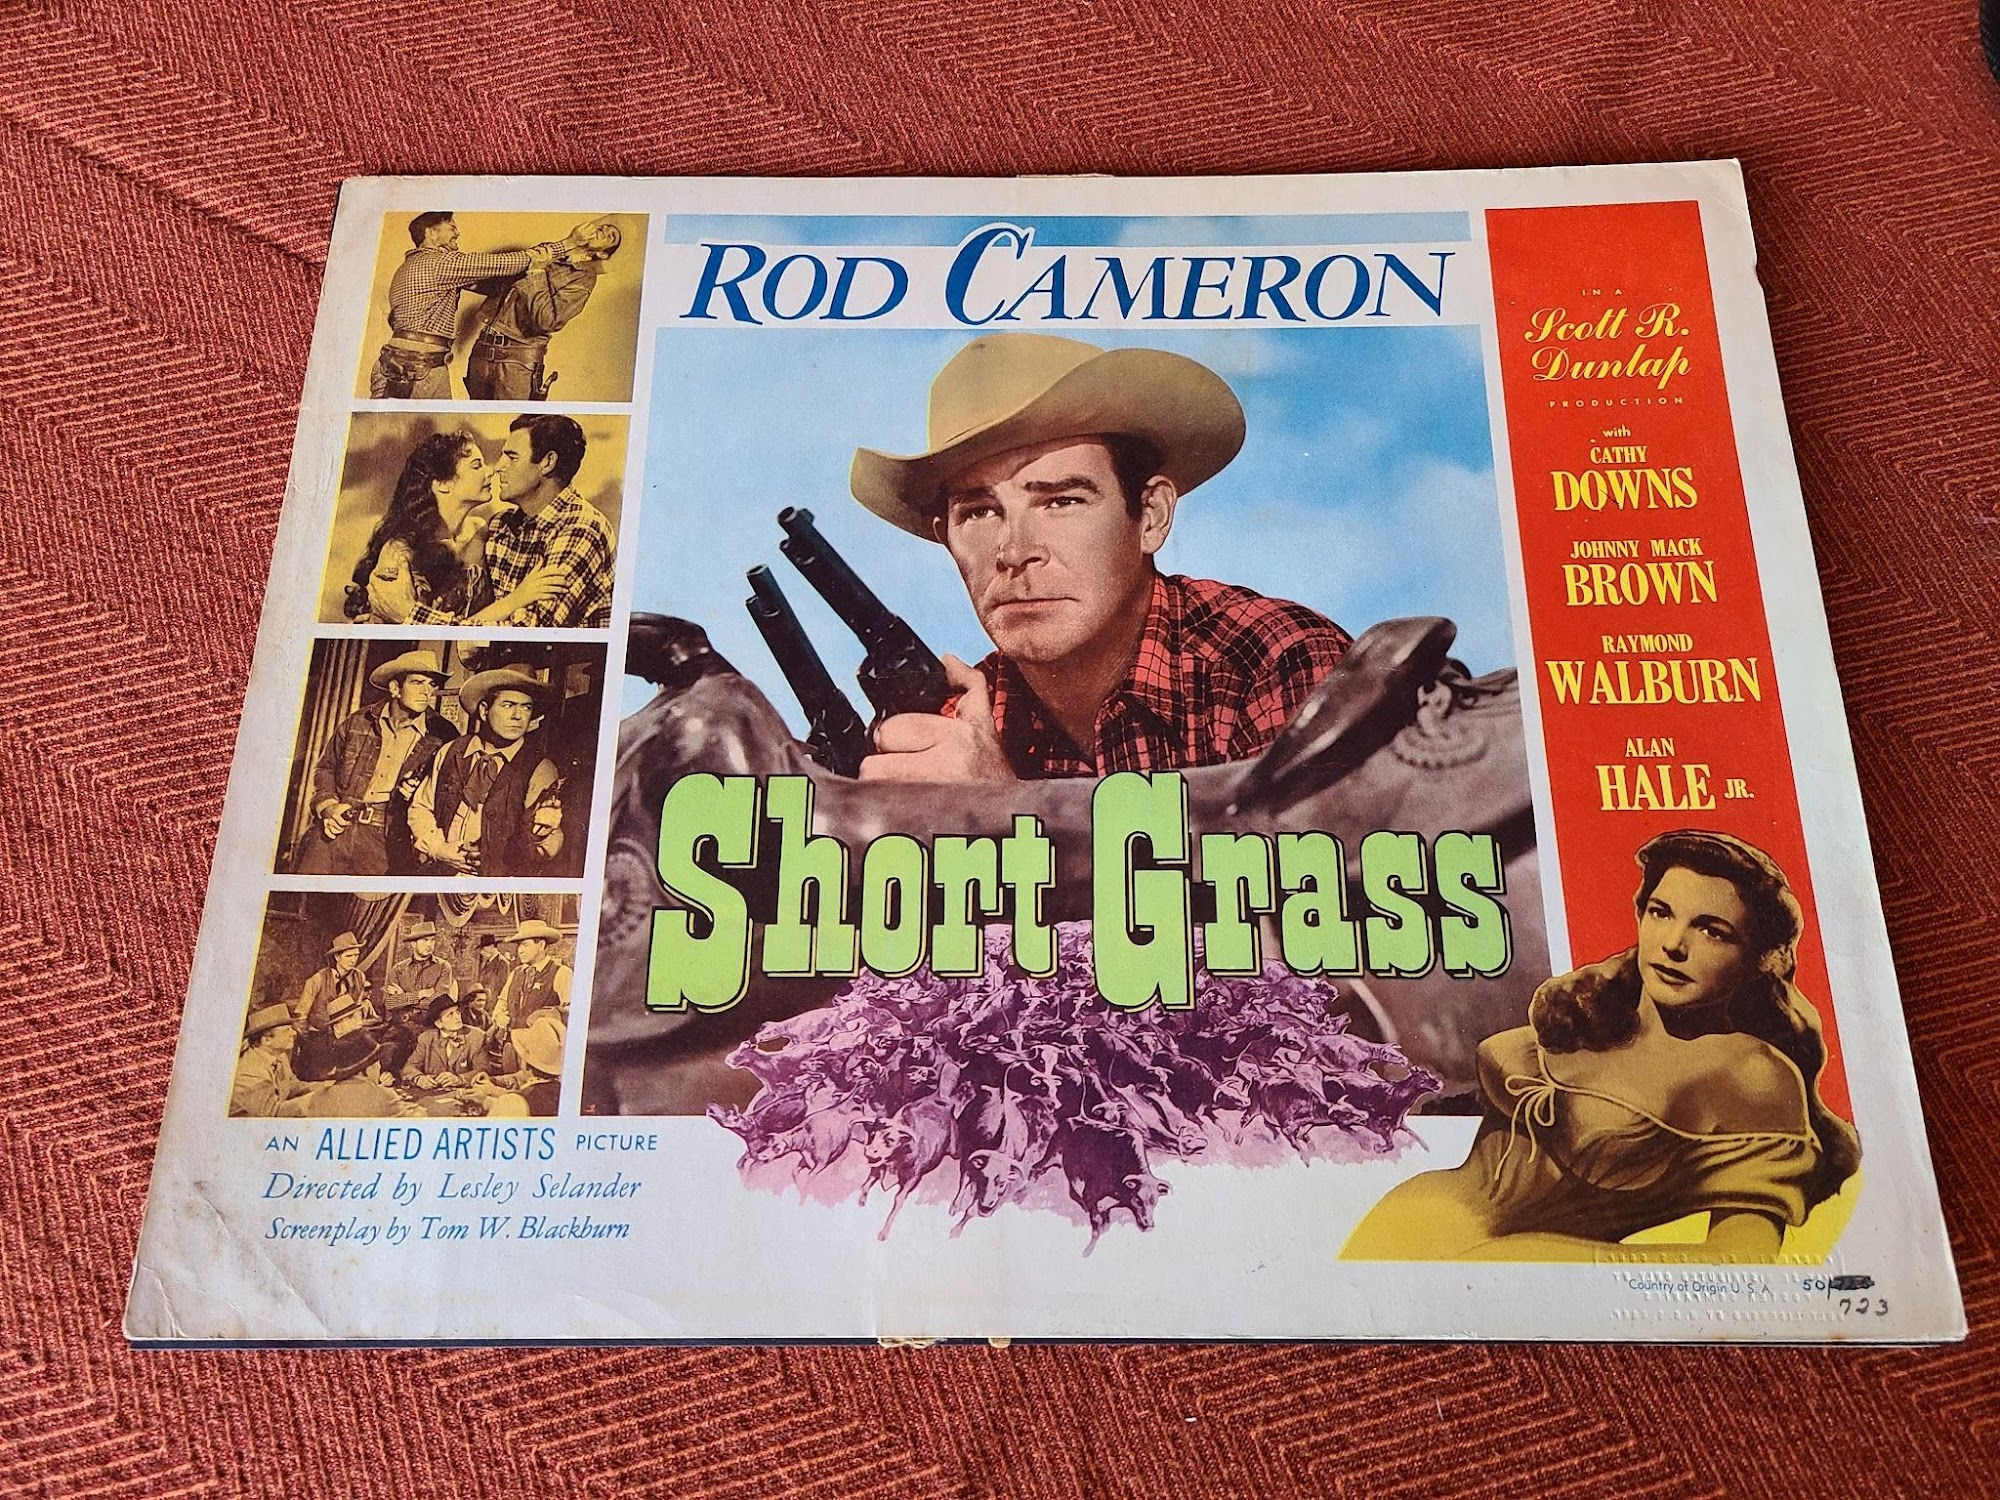 ROD CAMERON
IN A
Scott R.
Dunlap
PRODUCTION
with
CATHY
DOWNS
JOHNNY MACK
BROWN
RAYMOND
WALBURN
ALAN
HALE JR.
Short Grass
AN ALLIED ARTISTS PICTURE
Directed by Lesley Selander
Screenplay by Tom W. Blackburn
Country of Origin U. S. A.
50/
723